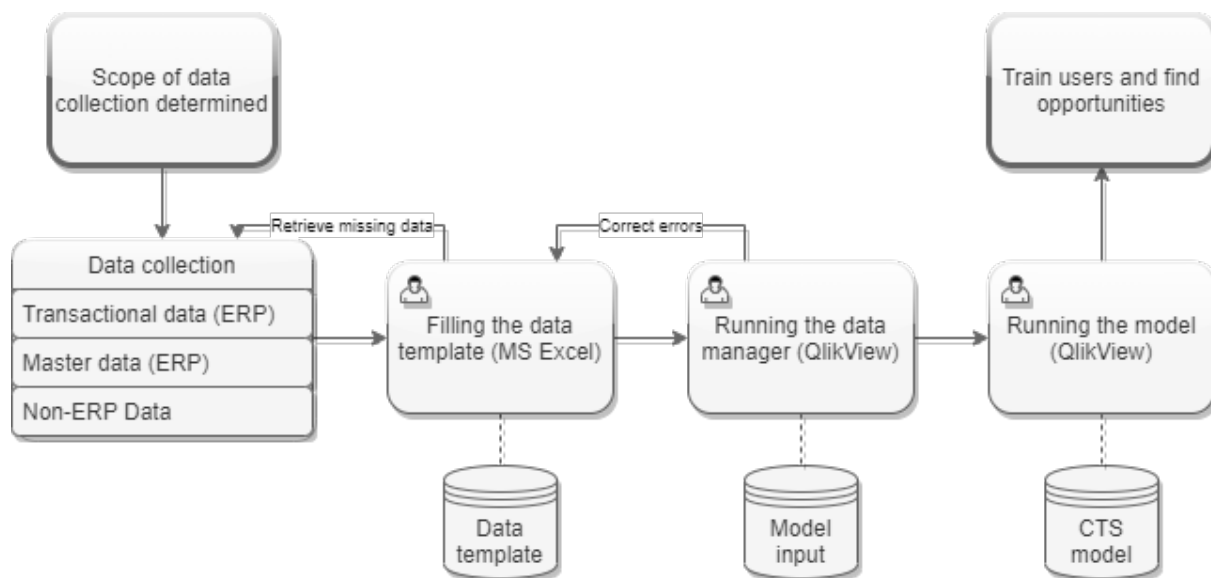 Scope of data
collection determined
Train users and find
opportunities
Retrieve missing data
Correct errors
Data collection
Transactional data (ERP)
Master data (ERP)
Non-ERP Data
Filling the data
template (MS Excel)
Running the data
manager (QlikView)
Running the model
(QlikView)
Data
template
Model
input
CTS
model